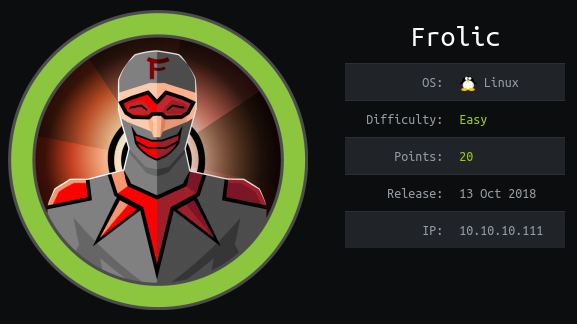 F
Frolic
OS: Linux
Difficulty: Easy
Points: 20
Release: 13 Oct 2018
IP: 10.10.10.111